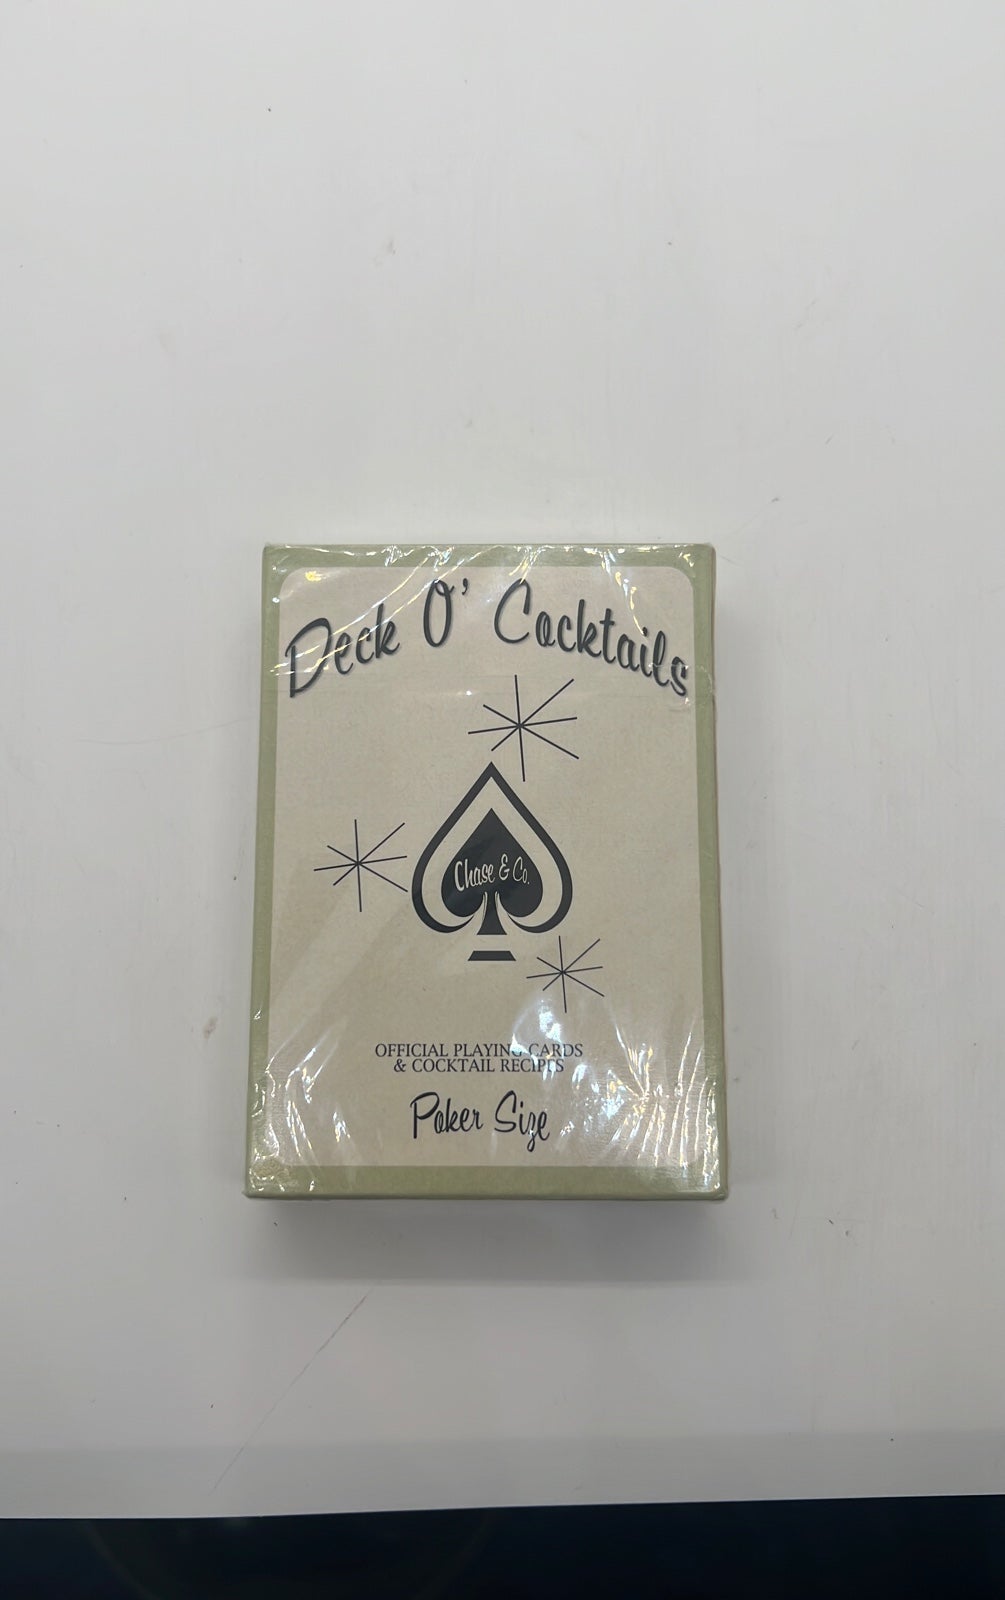 Deck O' Cocktails
Chase & Co.
OFFICIAL PLAYING CARDS
& COCKTAIL RECIPES
Poker Size